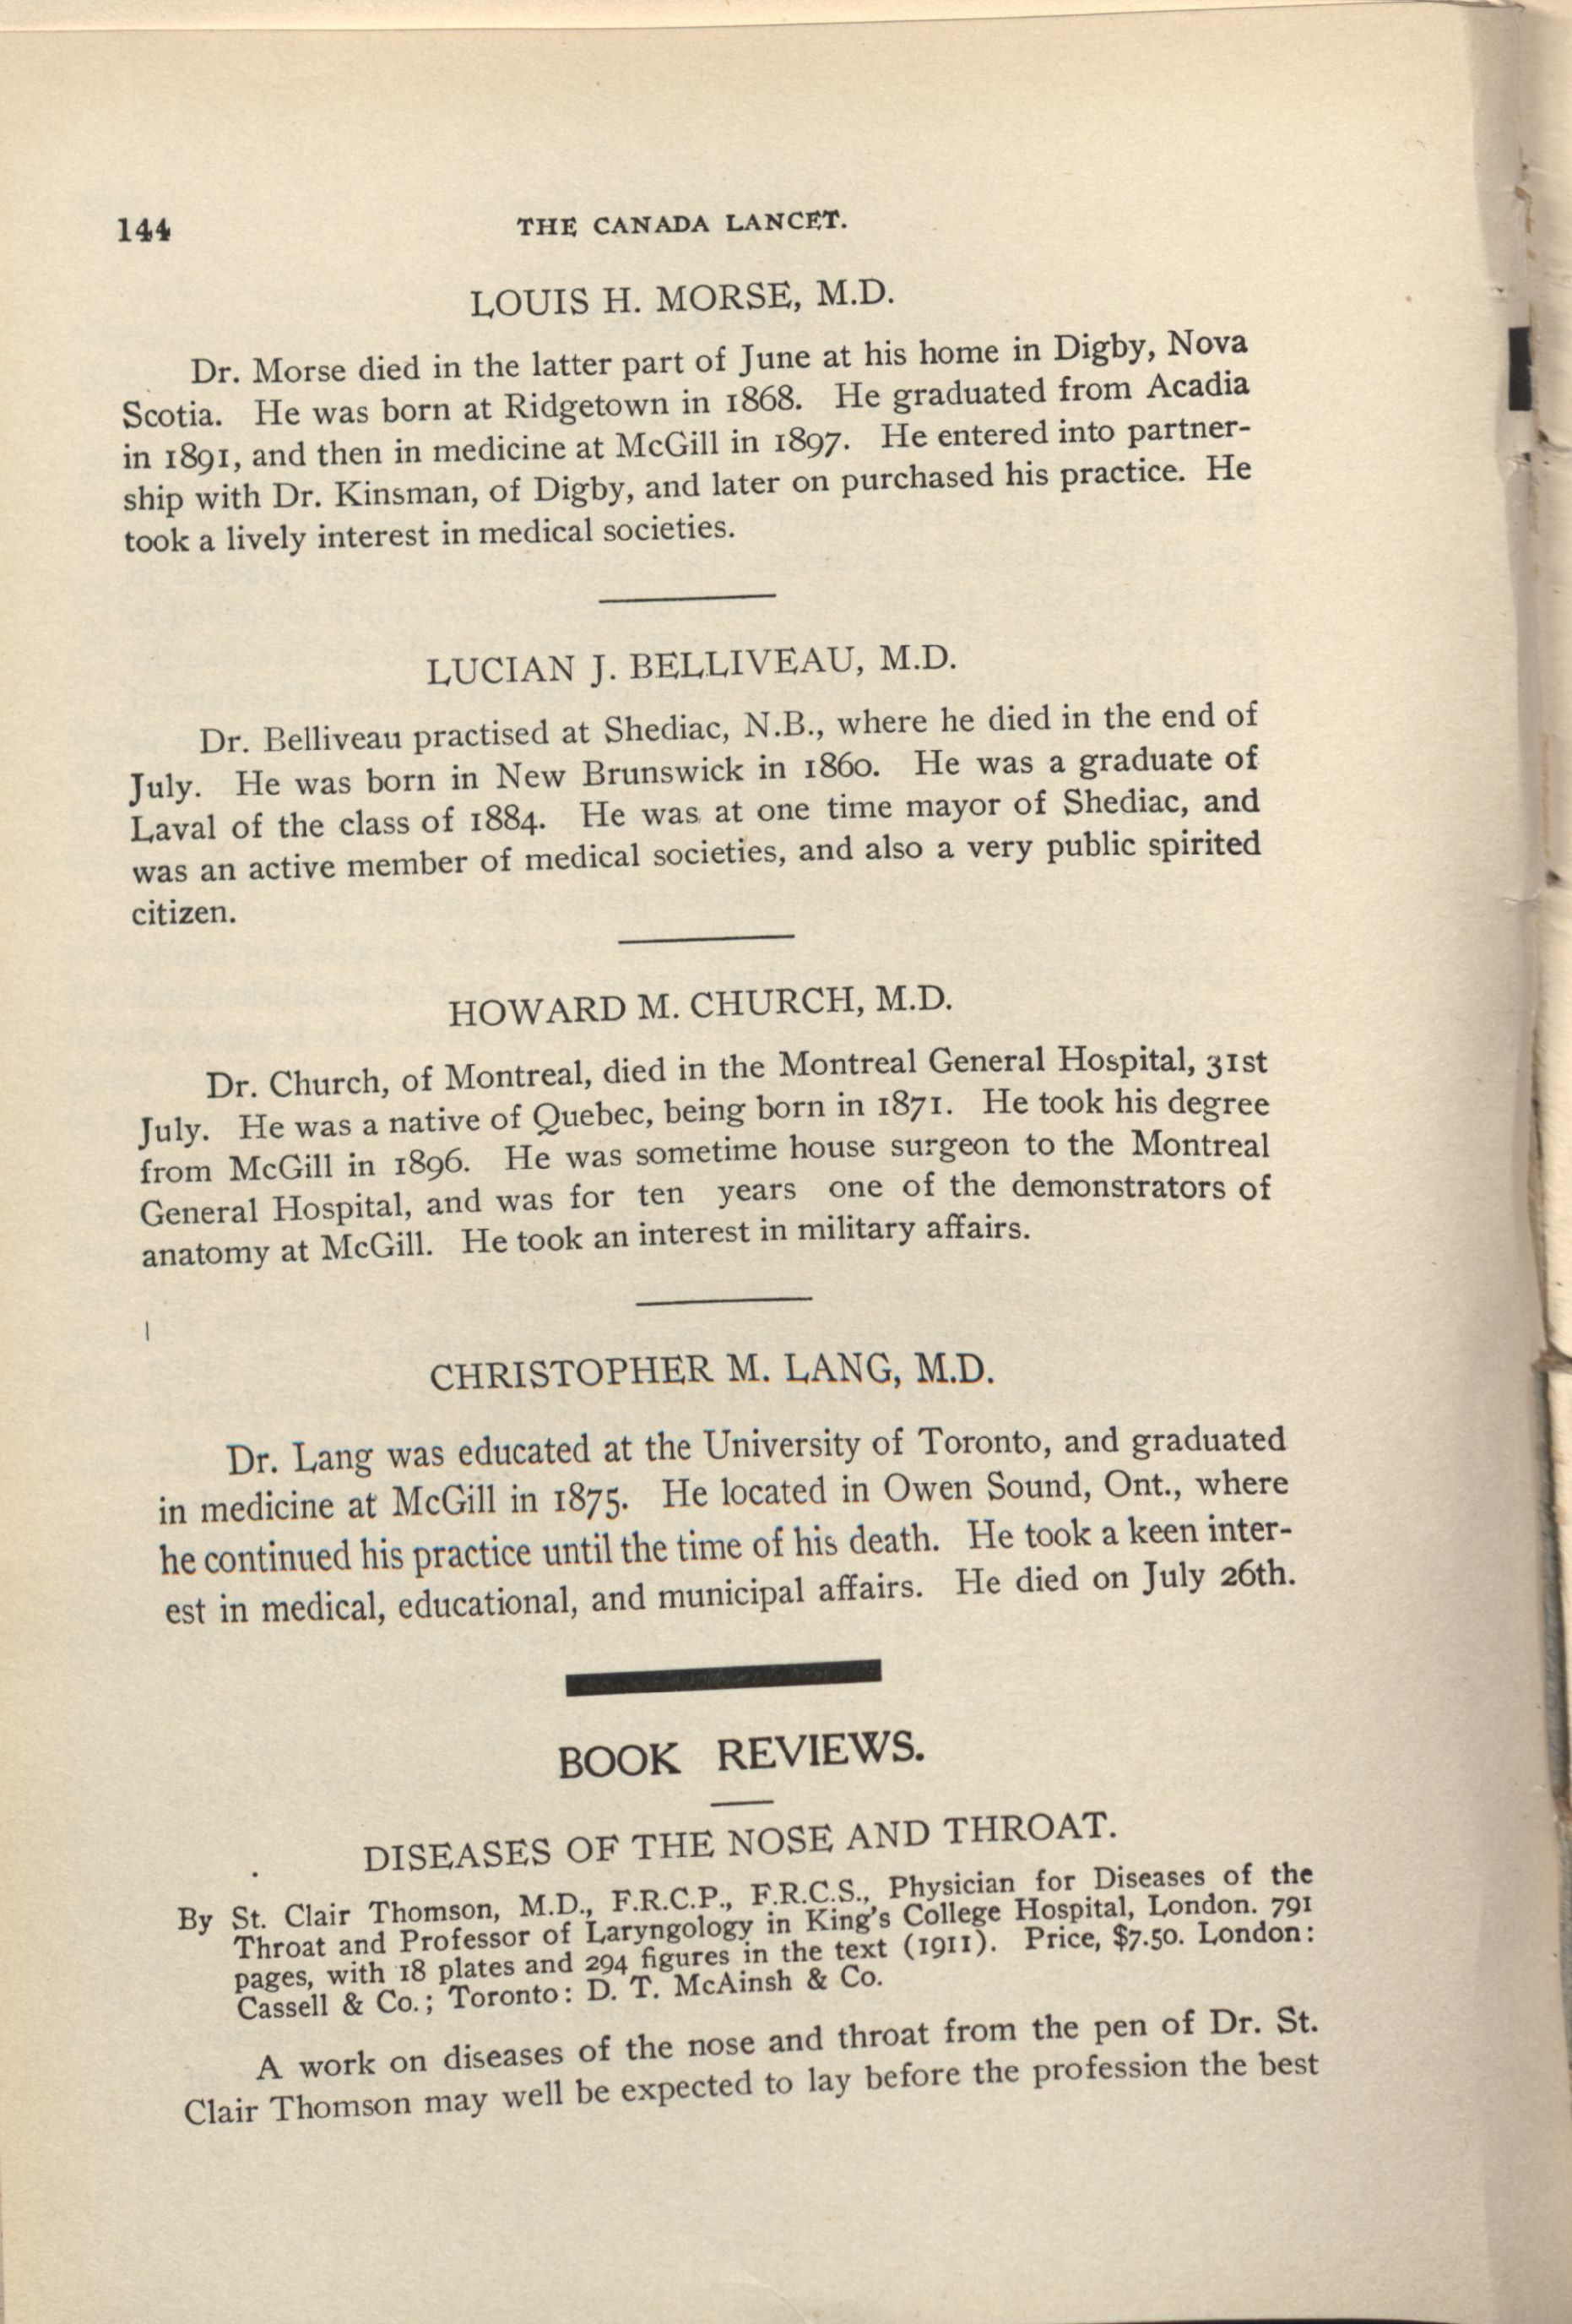 144
THE CANADA LANCET.
LOUIS H. MORSE, M.D.
Dr. Morse died in the latter part of June at his home in Digby, Nova
Scotia. He was born at Ridgetown in 1868. He graduated from Acadia
in 1891, and then in medicine at McGill in 1897. He entered into partner-
ship with Dr. Kinsman, of Digby, and later on purchased his practice. He
took a lively interest in medical societies.
LUCIAN J. BELLIVEAU, M.D.
Dr. Belliveau practised at Shediac, N.B., where he died in the end of
July. He was born in New Brunswick in 1860. He was a graduate of
Laval of the class of 1884. He was at one time mayor of Shediac, and
was an active member of medical societies, and also a very public spirited
citizen.
HOWARD M. CHURCH, M.D.
Dr. Church, of Montreal, died in the Montreal General Hospital, 31st
July. He was a native of Quebec, being born in 1871. He took his degree
from McGill in 1896. He was sometime house surgeon to the Montreal
General Hospital, and was for ten years one of the demonstrators of
anatomy at McGill. He took an interest in military affairs.
CHRISTOPHER M. LANG, M.D.
Dr. Lang was educated at the University of Toronto, and graduated
in medicine at McGill in 1875. He located in Owen Sound, Ont., where
he continued his practice until the time of his death. He took a keen inter-
est in medical, educational, and municipal affairs. He died on July 26th.
BOOK REVIEWS.
DISEASES OF THE NOSE AND THROAT.
By St. Clair Thomson, M.D., F.R.C.P., F.R.C.S., Physician for Diseases of the
Throat and Professor of Laryngology in King's College Hospital, London. 791
pages, with 18 plates and 294 figures in the text (1911). Price, $7.50. London:
Cassell & Co.; Toronto: D. T. McAinsh & Co.
A work on diseases of the nose and throat from the pen of Dr. St.
Clair Thomson may well be expected to lay before the profession the best